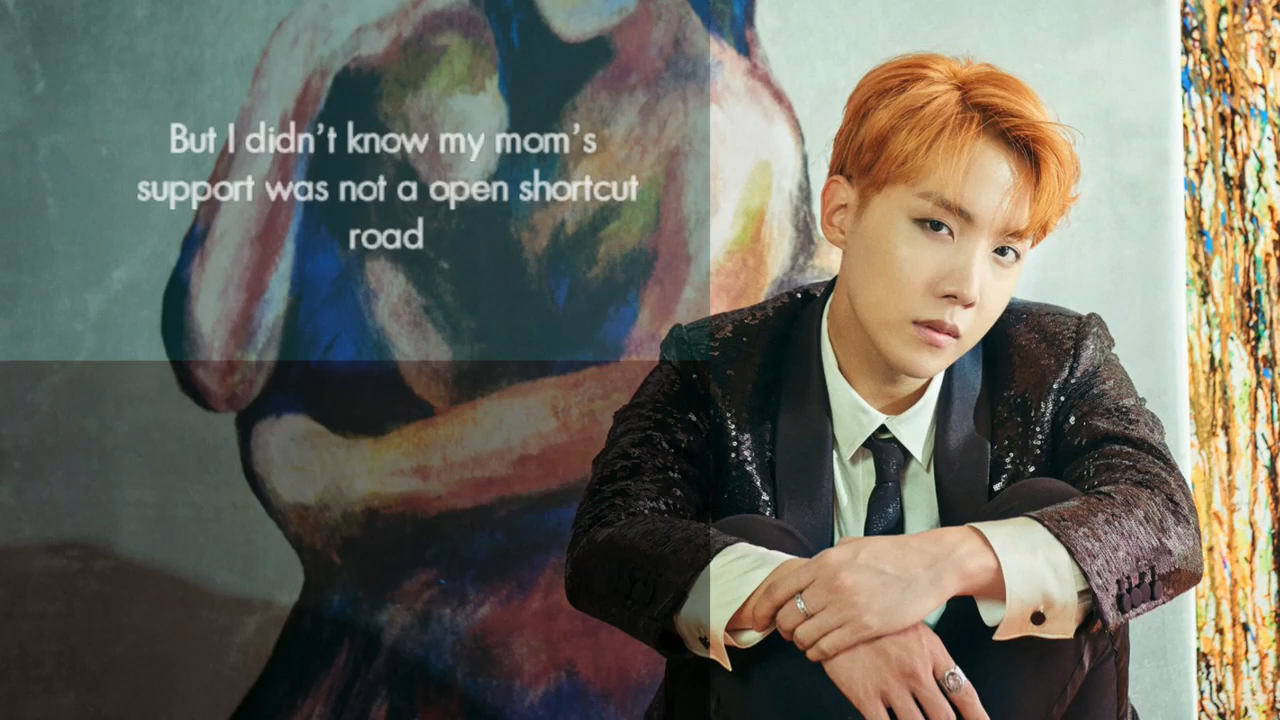 But I didn’t know my mom’s
support was not a open shortcut
road